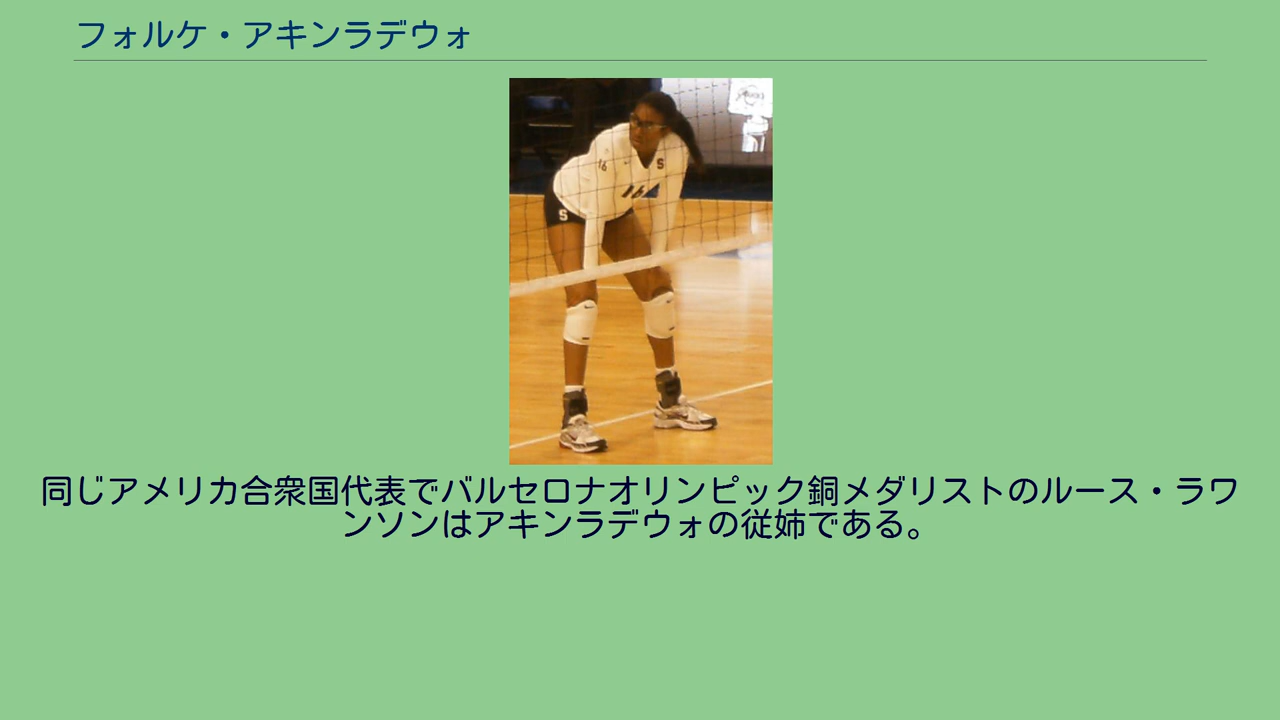 フォルケ・アキンラデウォ
16
S
16
S
同じアメリカ合衆国代表でバルセロナオリンピック銅メダリストのルース・ラワ
ンソンはアキンラデウォの従姉である。